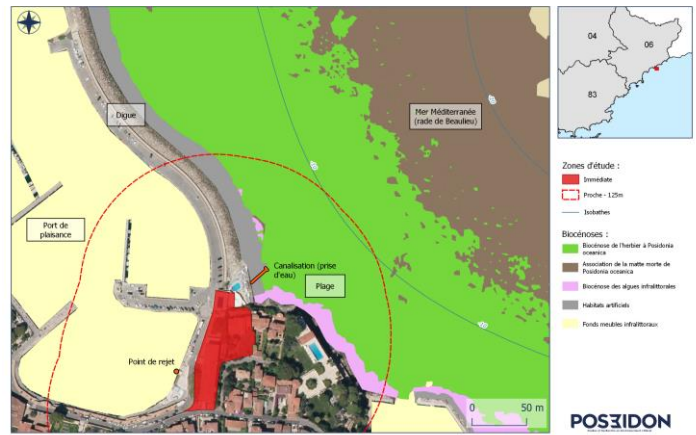 Digue
Mer Méditerranée
(rade de Beaulieu)
Port de
plaisance
Canalisation (prise
d'eau)
Plage
Point de rejet
0 50 m
04
06
83
Zones d'étude :
Immédiate
Proche - 125m
Isobathes
Biocénoses :
Biocénose de l'herbier à Posidonia
oceanica
Association de la matte morte de
Posidonia oceanica
Biocénose des algues infralittorales
Habitats artificiels
Fonds meubles infralittoraux
POSEIDON